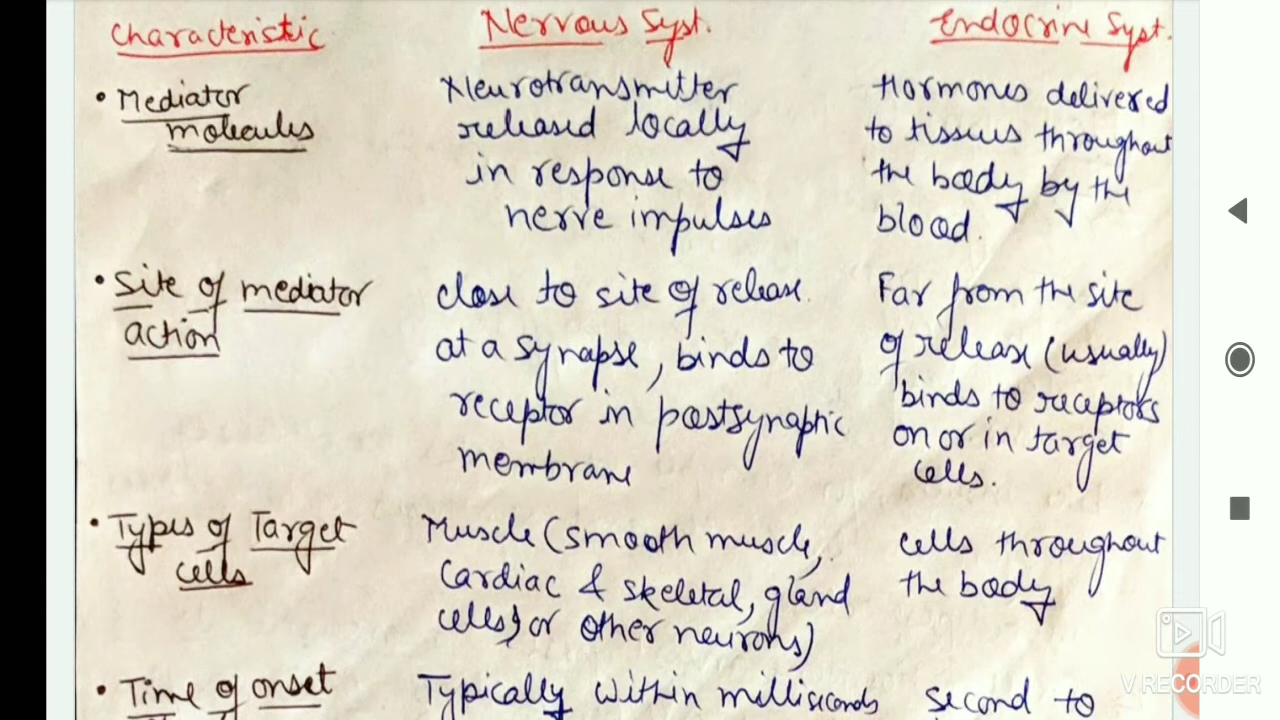 Characteristic
Nervous Syst.
Endocrine Syst.
• Mediator
molecules
Neurotransmitter
released locally
in response to
nerve impulses
Hormones delivered
to tissues throughout
the body by the
blood.
• Site of mediator
action
close to site of release
at a synapse, binds to
receptor in postsynaptic
membrane
Far from the site
of release (usually)
binds to receptors
on or in target
cells.
• Types of Target
cells
Muscle (smooth muscle,
cardiac & skeletal, gland
cells, or other neurons)
cells throughout
the body
• Time of onset
Typically within milliseconds
second to
V RECORDER